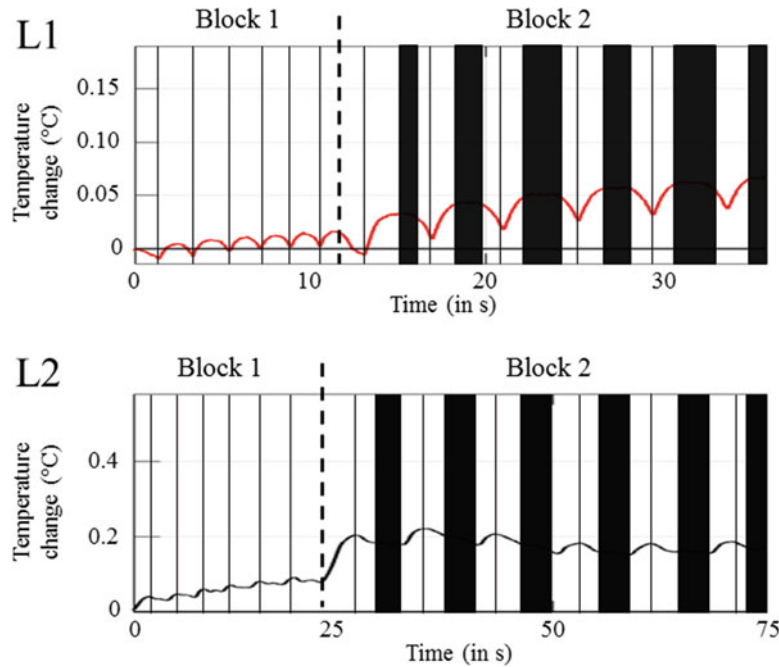 L1
Block 1
Block 2
Temperature
change (°C)
0.15
0.10
0.05
0
0
10
20
30
Time (in s)
L2
Block 1
Block 2
Temperature
change (°C)
0.4
0.2
0
0
25
50
75
Time (in s)